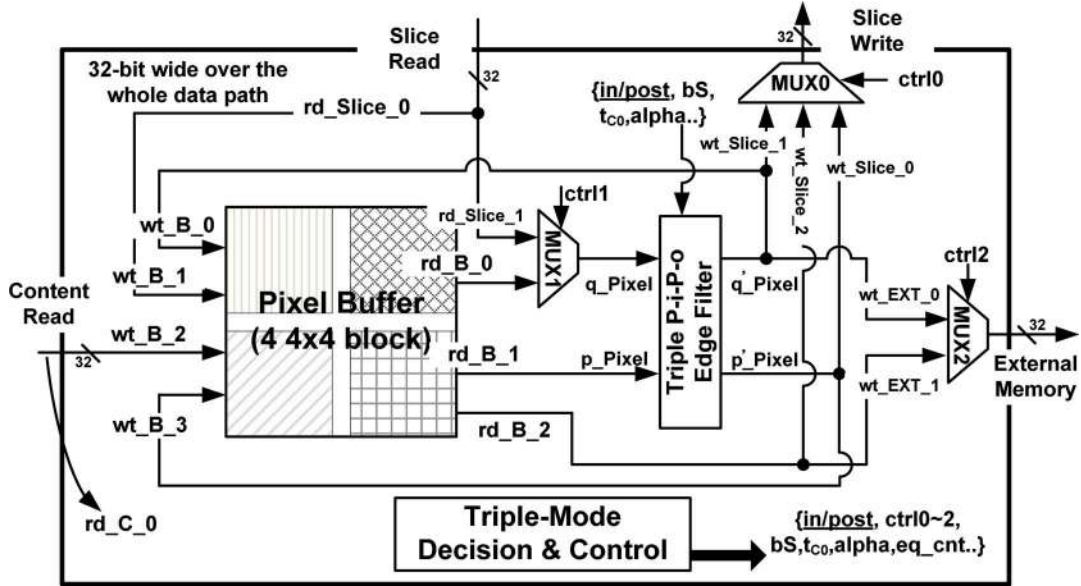 Slice
Read
32
32
Slice
Write
32-bit wide over the
whole data path
rd_Slice_0
{in/post, bS,
tC0,alpha..}
MUX0
ctrl0
wt_Slice_1
wt_Slice_2
wt_Slice_0
ctrl1
wt_B_0
rd_Slice_1
MUX1
rd_B_0
q_Pixel
Triple P-i-P-o
Edge Filter
q'_Pixel
ctrl2
wt_B_1
Content
Read
Pixel Buffer
(4 4x4 block)
wt_EXT_0
MUX2
32
wt_B_2
32
rd_B_1
p_Pixel
p'_Pixel
wt_EXT_1
External
Memory
wt_B_3
rd_B_2
rd_C_0
Triple-Mode
Decision & Control
{in/post, ctrl0~2,
bS,tC0,alpha,eq_cnt..}